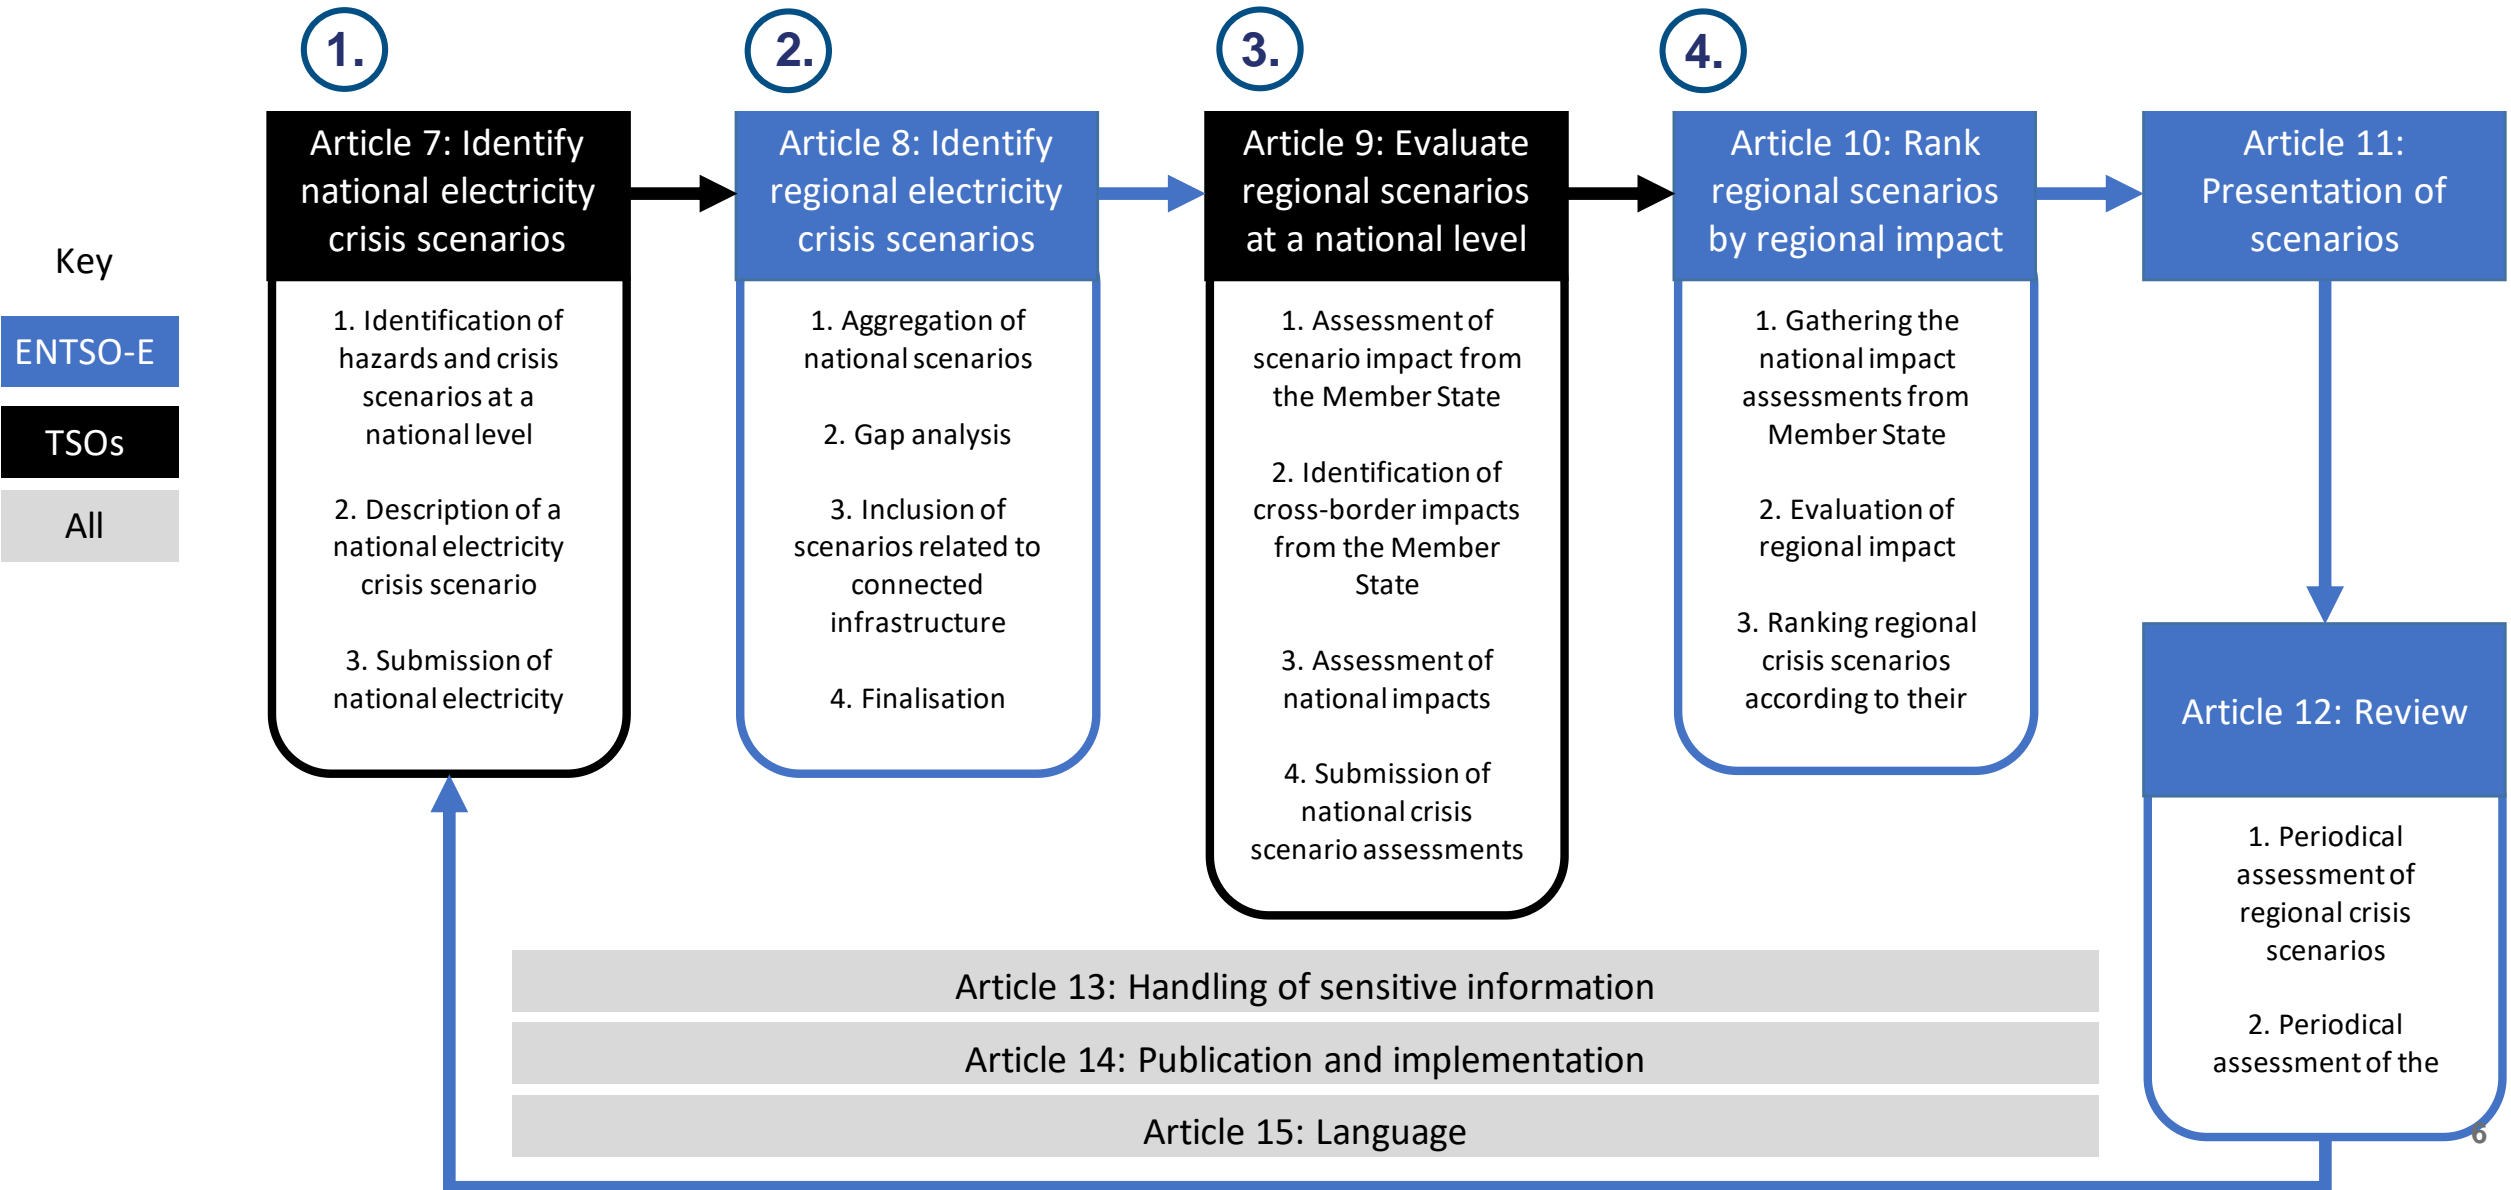 1.
2.
3.
4.
Article 7: Identify
national electricity
crisis scenarios
Article 8: Identify
regional electricity
crisis scenarios
Article 9: Evaluate
regional scenarios
at a national level
Article 10: Rank
regional scenarios
by regional impact
Article 11:
Presentation of
scenarios
Key
ENTSO-E
TSOs
All
1. Identification of
hazards and crisis
scenarios at a
national level
2. Description of a
national electricity
crisis scenario
3. Submission of
national electricity
1. Aggregation of
national scenarios
2. Gap analysis
3. Inclusion of
scenarios related to
connected
infrastructure
4. Finalisation
1. Assessment of
scenario impact from
the Member State
2. Identification of
cross-border impacts
from the Member
State
3. Assessment of
national impacts
4. Submission of
national crisis
scenario assessments
1. Gathering the
national impact
assessments from
Member State
2. Evaluation of
regional impact
3. Ranking regional
crisis scenarios
according to their
Article 12: Review
1. Periodical
assessment of
regional crisis
scenarios
2. Periodical
assessment of the
Article 13: Handling of sensitive information
Article 14: Publication and implementation
Article 15: Language
6